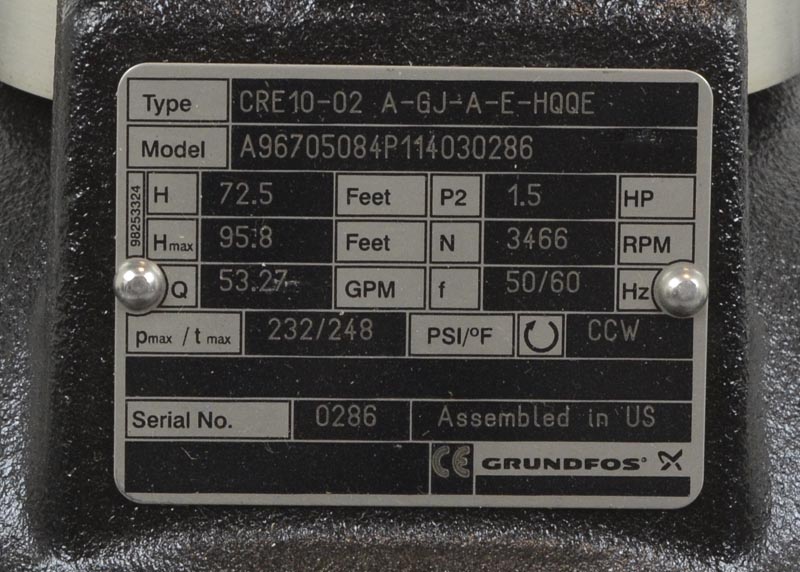 Type CRE10-02 A-GJ-A-E-HQQE
Model A96705084P114030286
98253324
H 72.5 Feet P2 1.5 HP
Hmax 95.8 Feet N 3466 RPM
Q 53.27 GPM f 50/60 Hz
pmax / t max 232/248 PSI/°F CCW
Serial No. 0286 Assembled in US
CE GRUNDFOS